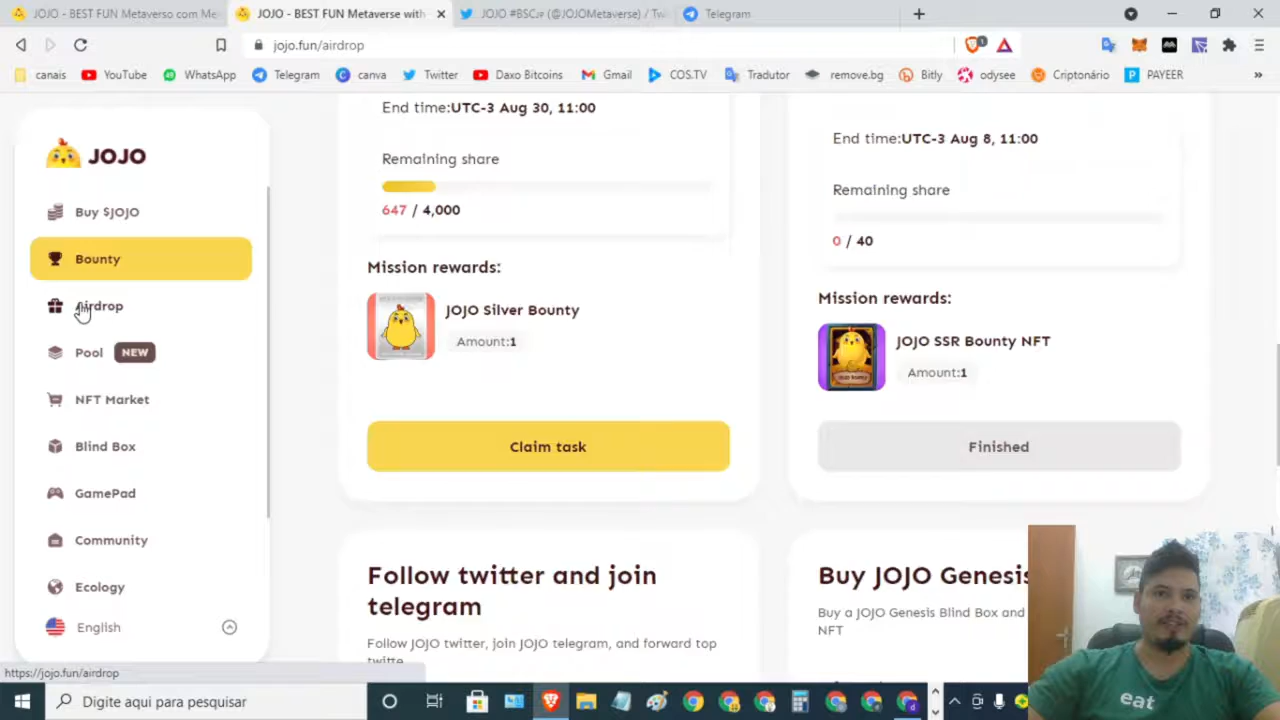 JOJO - BEST FUN Metaverso com Me
JOJO - BEST FUN Metaverse with
JOJO #BSC (@JOJOMetaverse) / Tw
Telegram
jojo.fun/airdrop
1
canais
YouTube
WhatsApp
Telegram
canva
Twitter
Daxo Bitcoins
Gmail
COS.TV
Tradutor
remove.bg
Bitly
odysee
Criptonário
PAYEER
»
JOJO
Buy $JOJO
Bounty
Airdrop
Pool NEW
NFT Market
Blind Box
GamePad
Community
Ecology
English
https://jojo.fun/airdrop
End time:UTC-3 Aug 30, 11:00
Remaining share
647 / 4,000
Mission rewards:
JOJO Silver Bounty
Amount:1
Claim task
Follow twitter and join
telegram
Follow JOJO twitter, join JOJO telegram, and forward top
twitte
End time:UTC-3 Aug 8, 11:00
Remaining share
0 / 40
Mission rewards:
JOJO SSR Bounty NFT
Amount:1
Finished
Buy JOJO Genesis
Buy a JOJO Genesis Blind Box and
NFT
eat
Digite aqui para pesquisar